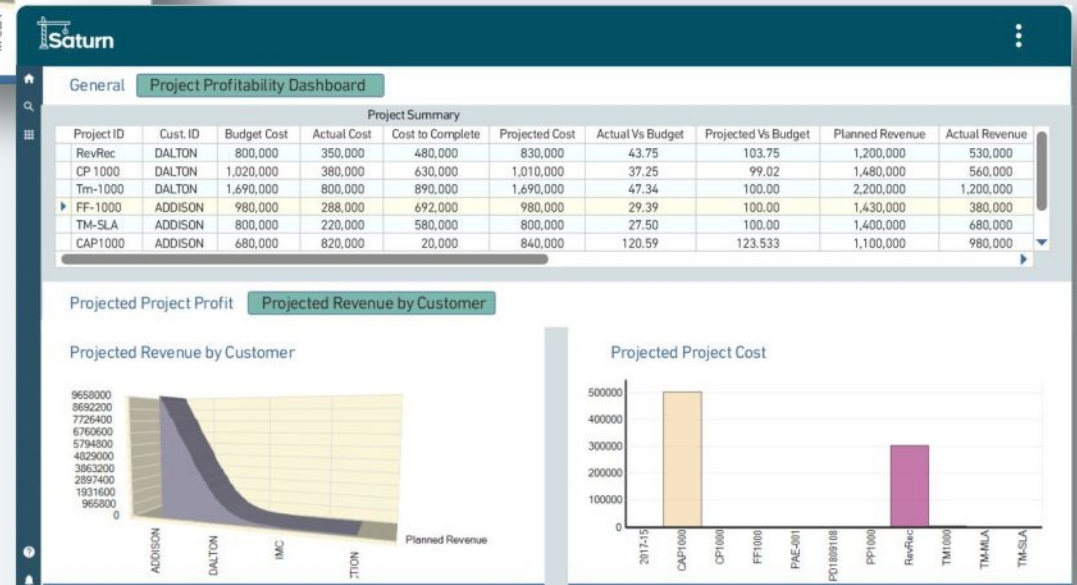 Saturn
General Project Profitability Dashboard
Project Summary
Project ID Cust. ID Budget Cost Actual Cost Cost to Complete Projected Cost Actual Vs Budget Projected Vs Budget Planned Revenue Actual Revenue
RevRec DALTON 800,000 350,000 480,000 830,000 43.75 103.75 1,200,000 530,000
CP 1000 DALTON 1,020,000 380,000 630,000 1,010,000 37.25 99.02 1,480,000 560,000
Tm-1000 DALTON 1,690,000 800,000 890,000 1,690,000 47.34 100.00 2,200,000 1,200,000
FF-1000 ADDISON 980,000 288,000 692,000 980,000 29.39 100.00 1,430,000 380,000
TM-SLA ADDISON 800,000 220,000 580,000 800,000 27.50 100.00 1,400,000 680,000
CAP1000 ADDISON 680,000 820,000 20,000 840,000 120.59 123.533 1,100,000 980,000
Projected Project Profit Projected Revenue by Customer
Projected Revenue by Customer
9658000
8692200
7726400
6760600
5794800
4829000
3863200
2897400
1931600
965800
0
ADDISON DALTON IMC CTION
Planned Revenue
Projected Project Cost
500000
400000
300000
200000
100000
0
2017-15 CAP1000 CP1000 FF1000 PAE-001 PD1809108 PP1000 RevRec TM1000 TM-MLA TM-SLA